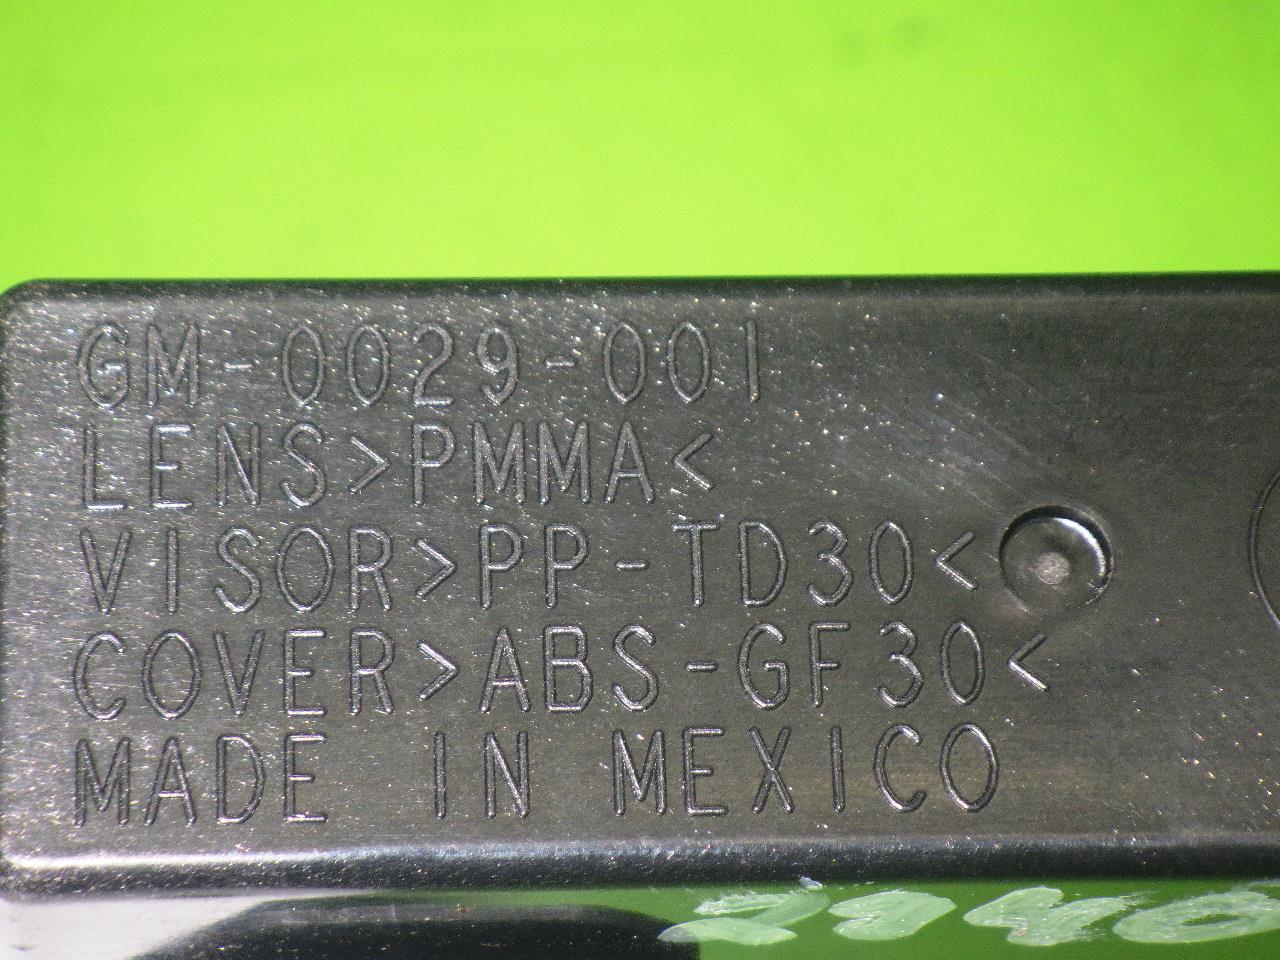 GM-0029-001
LENS>PMMA<
VISOR>PP-TD30<
COVER>ABS-GF30<
MADE IN MEXICO